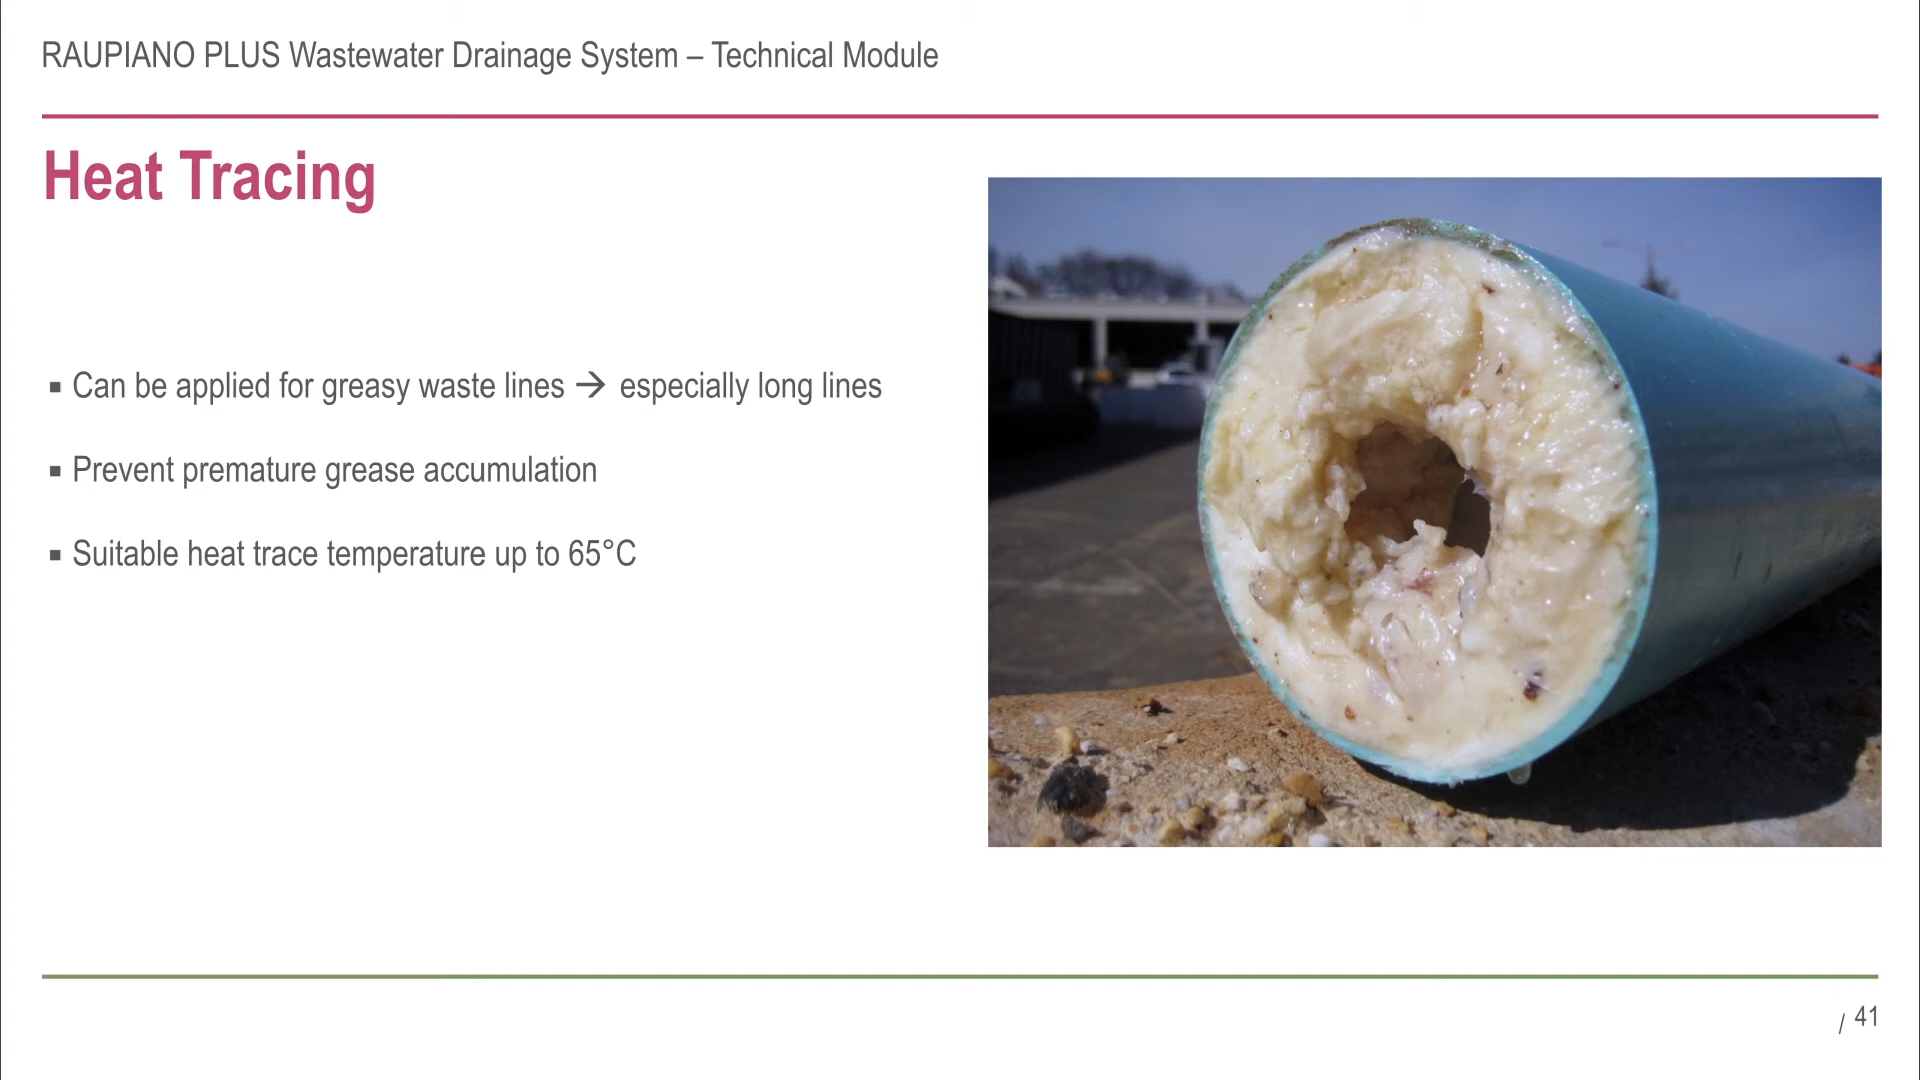 RAUPIANO PLUS Wastewater Drainage System – Technical Module
Heat Tracing
▪ Can be applied for greasy waste lines → especially long lines
▪ Prevent premature grease accumulation
▪ Suitable heat trace temperature up to 65°C
/ 41